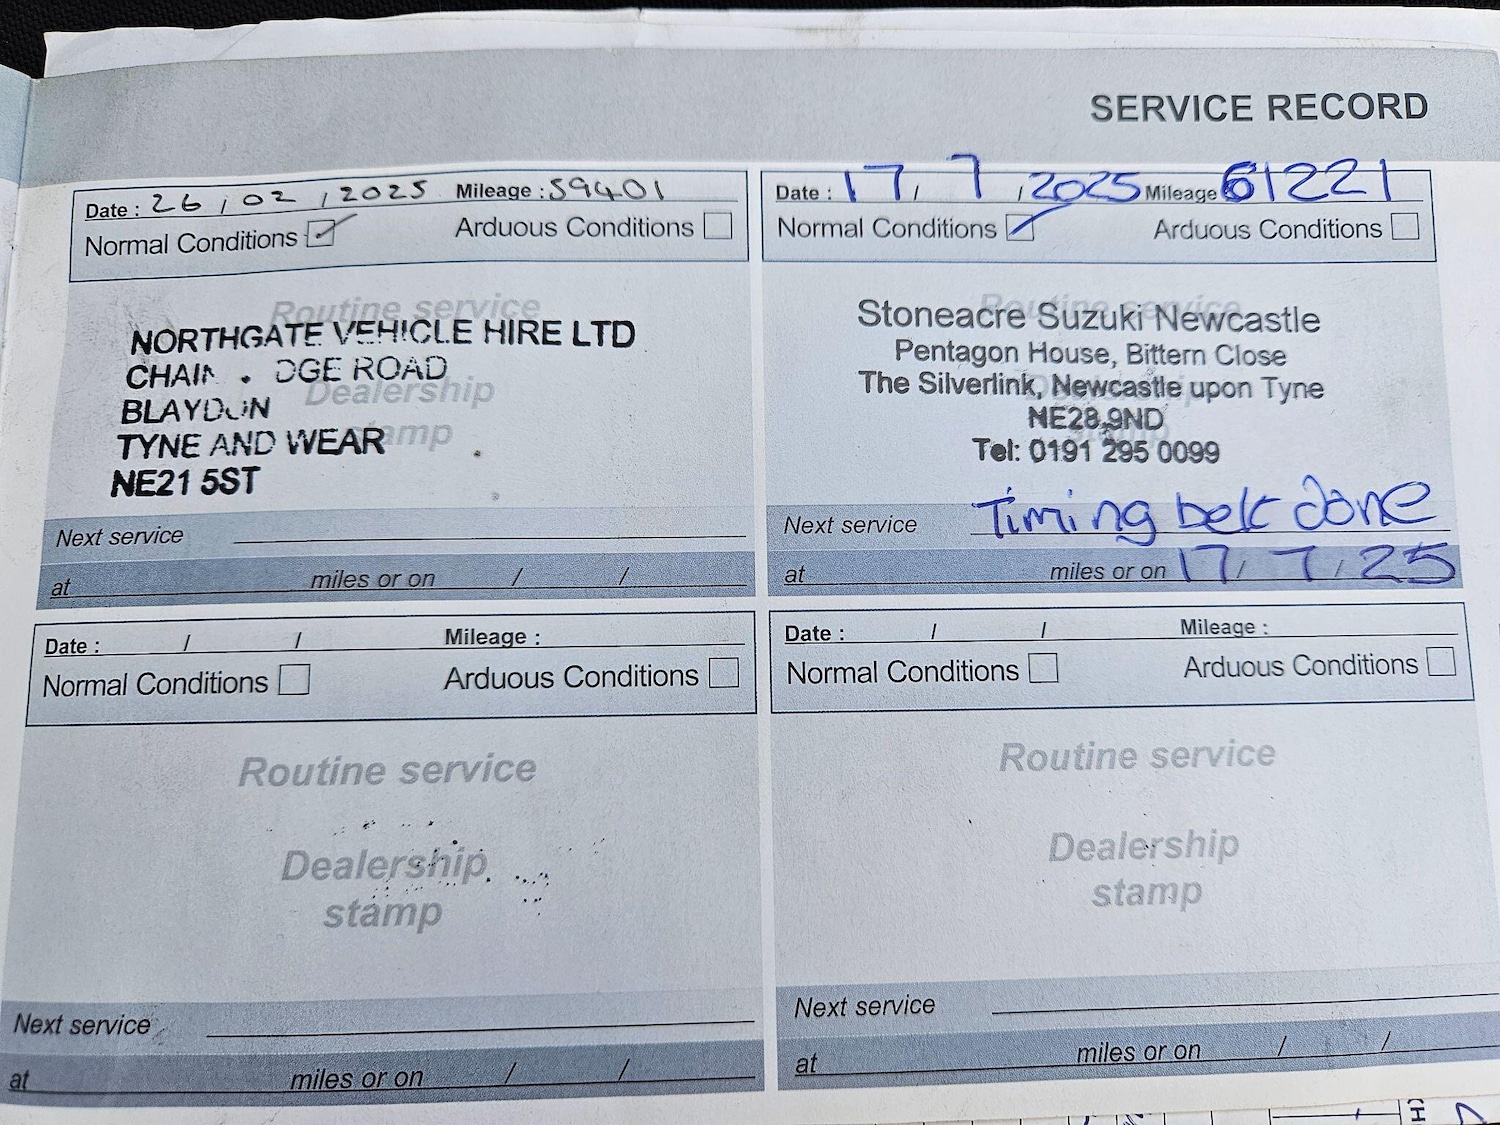 SERVICE RECORD
Date : 26 / 02 / 2025 Mileage : 59401
Normal Conditions Arduous Conditions
Routine service
Dealership
stamp
NORTHGATE VEHICLE HIRE LTD
ROAD
BLAYDON
TYNE AND WEAR
NE21 5ST
Next service
at miles or on / /
Date : 17 / 7 / 2025 Mileage 61221
Normal Conditions Arduous Conditions
Routine service
Stoneacre Suzuki Newcastle
Pentagon House, Bittern Close
The Silverlink, Newcastle upon Tyne
NE28 9ND
Tel: 0191 295 0099
Next service Timing belt done
at miles or on 17 / 7 / 25
Date : / / Mileage :
Normal Conditions Arduous Conditions
Routine service
Dealership
stamp
Next service
at miles or on / /
Date : / / Mileage :
Normal Conditions Arduous Conditions
Routine service
Dealership
stamp
Next service
at miles or on / /